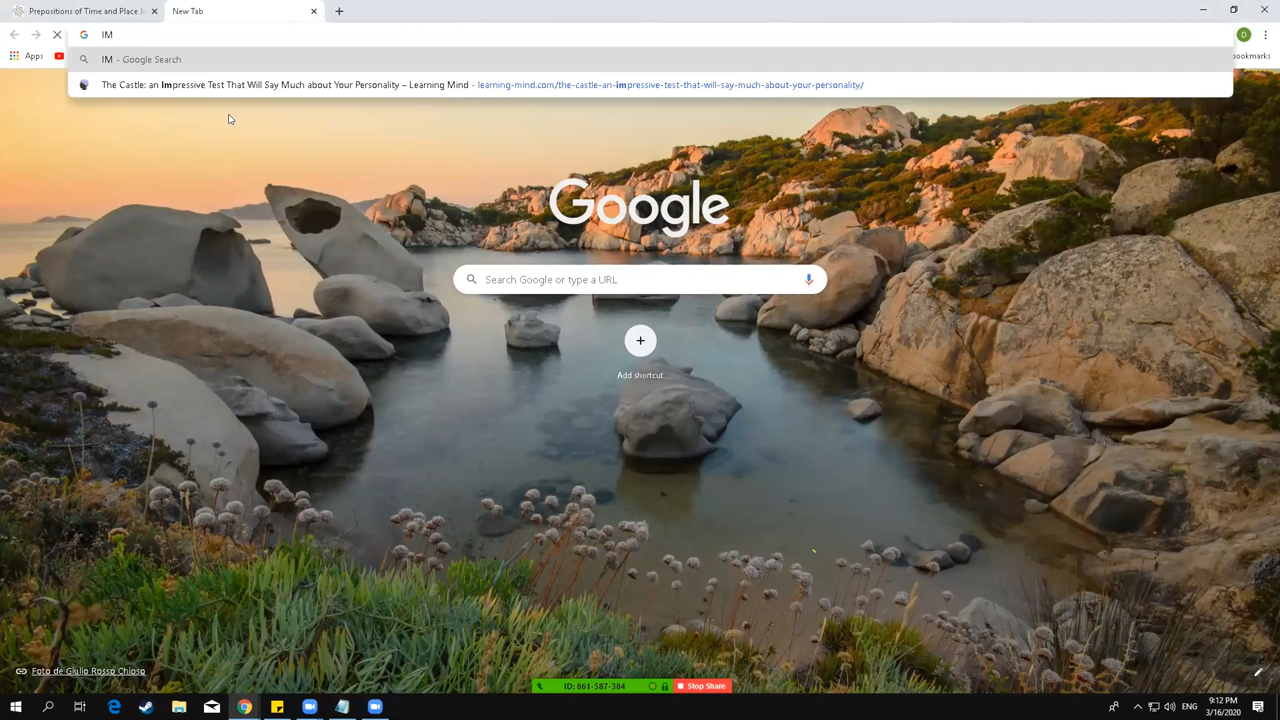 Prepositions of Time and Place
New Tab
IM
IM - Google Search
The Castle: an Impressive Test That Will Say Much about Your Personality – Learning Mind - learning-mind.com/the-castle-an-impressive-test-that-will-say-much-about-your-personality/
D
Apps
bookmarks
Google
Search Google or type a URL
Add shortcut
Foto de Giulio Rosso Chioso
ID: 861-587-384
Stop Share
ENG
9:12 PM
3/16/2020